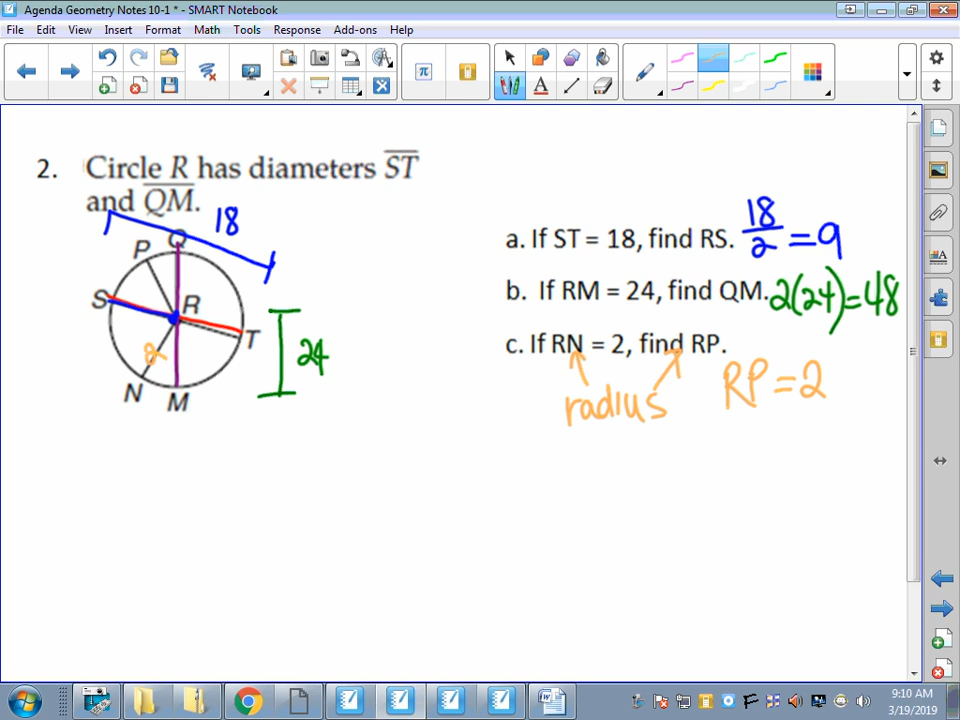 Agenda Geometry Notes 10-1 * - SMART Notebook
File Edit View Insert Format Math Tools Response Add-ons Help
2. Circle R has diameters ST
and QM.
18
Q
P
S
R
T
2
N
M
24
a. If ST = 18, find RS. 18/2 = 9
b. If RM = 24, find QM. 2(24)=48
c. If RN = 2, find RP.
radius
RP = 2
9:10 AM
3/19/2019